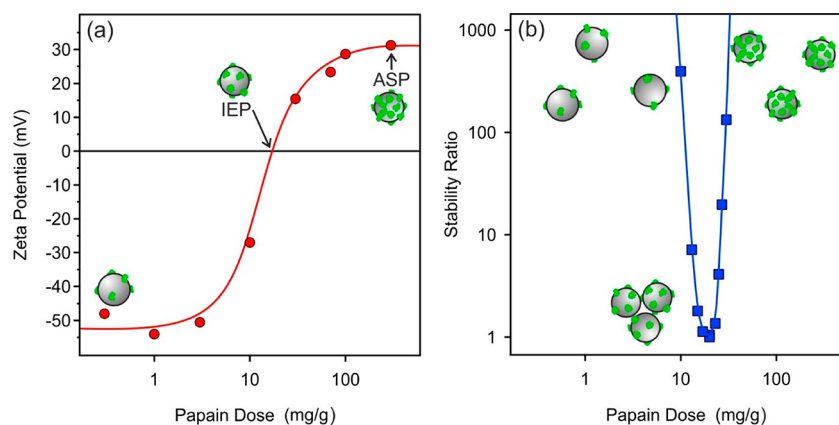 (a)
Zeta Potential (mV)
30
20
10
0
-10
-20
-30
-40
-50
IEP
ASP
1
10
100
Papain Dose (mg/g)
(b)
Stability Ratio
1000
100
10
1
1
10
100
Papain Dose (mg/g)